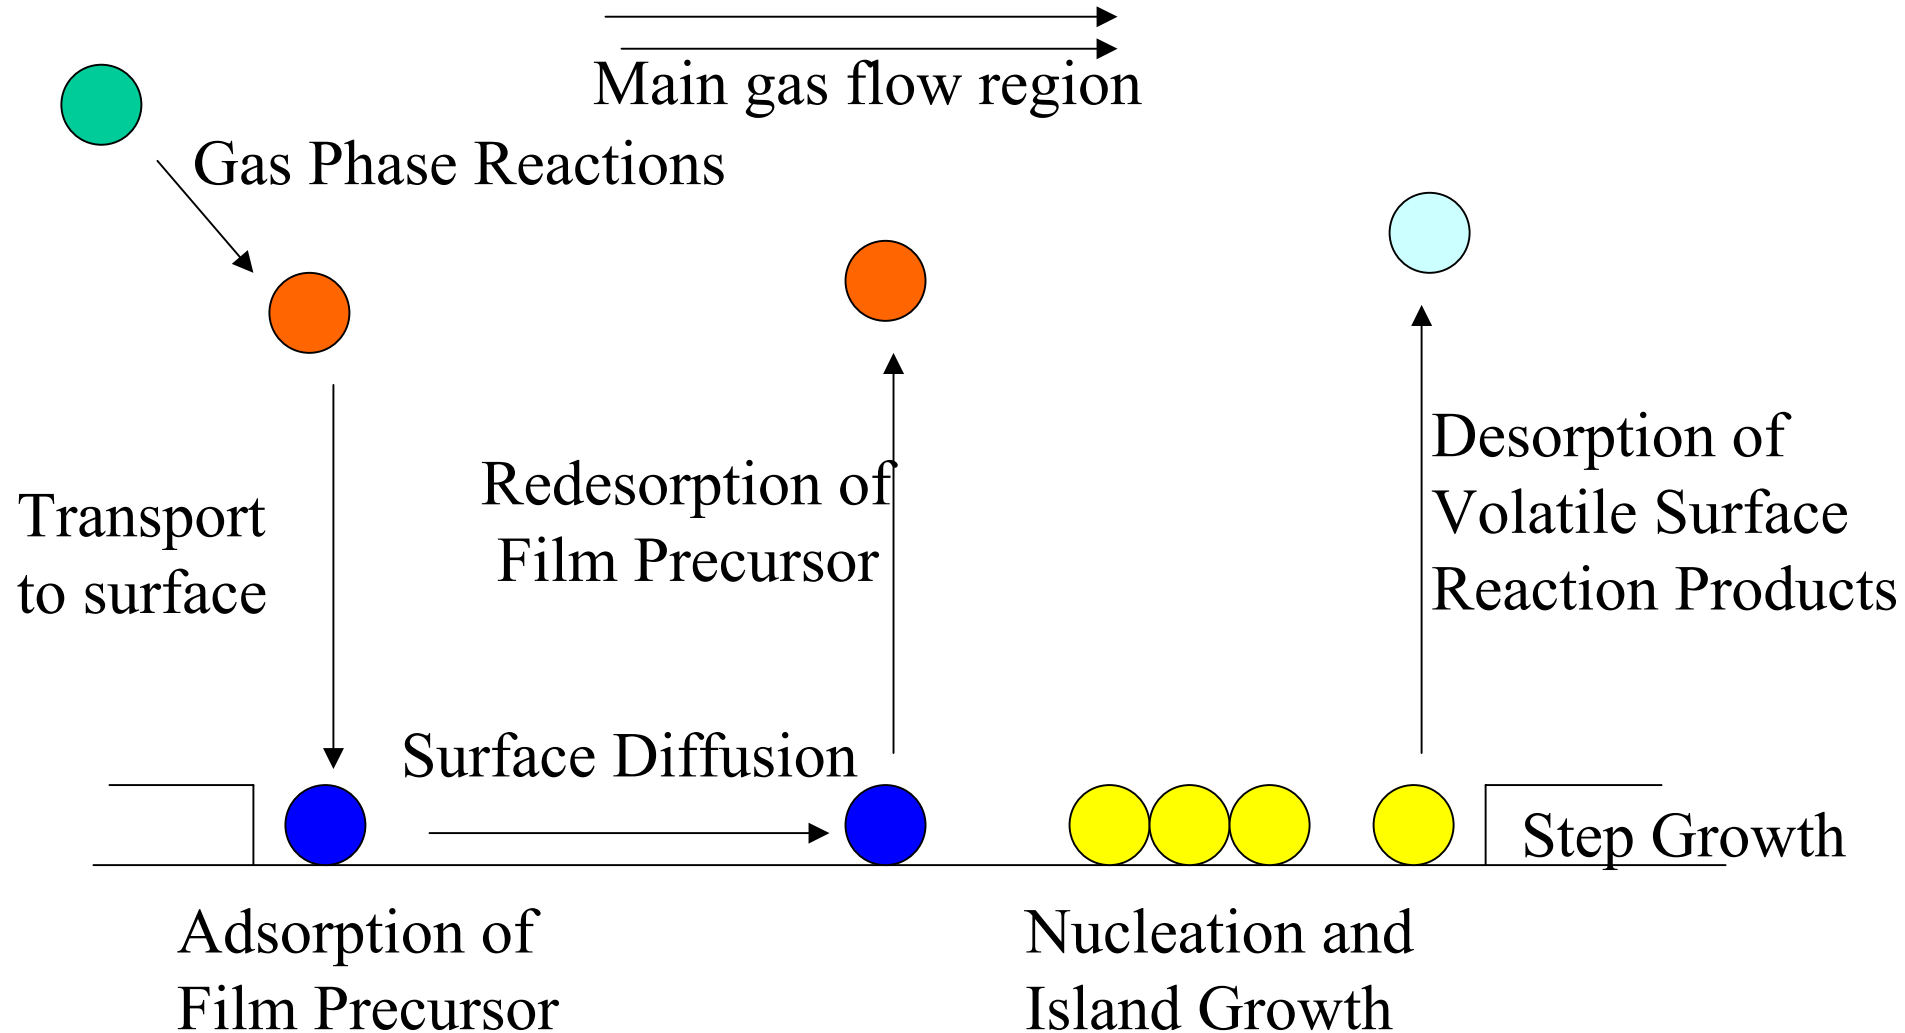 Main gas flow region
Gas Phase Reactions
Transport
to surface
Redesorption of
Film Precursor
Desorption of
Volatile Surface
Reaction Products
Surface Diffusion
Step Growth
Adsorption of
Film Precursor
Nucleation and
Island Growth